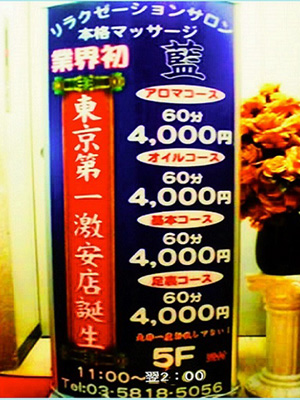 リラクゼーションサロン
本格マッサージ
業界初
藍
東京第一激安店誕生
アロマコース
60分
4,000円
オイルコース
60分
4,000円
基本コース
60分
4,000円
足裏コース
60分
4,000円
5F
11:00～翌2:00
Tel:03-5818-5056